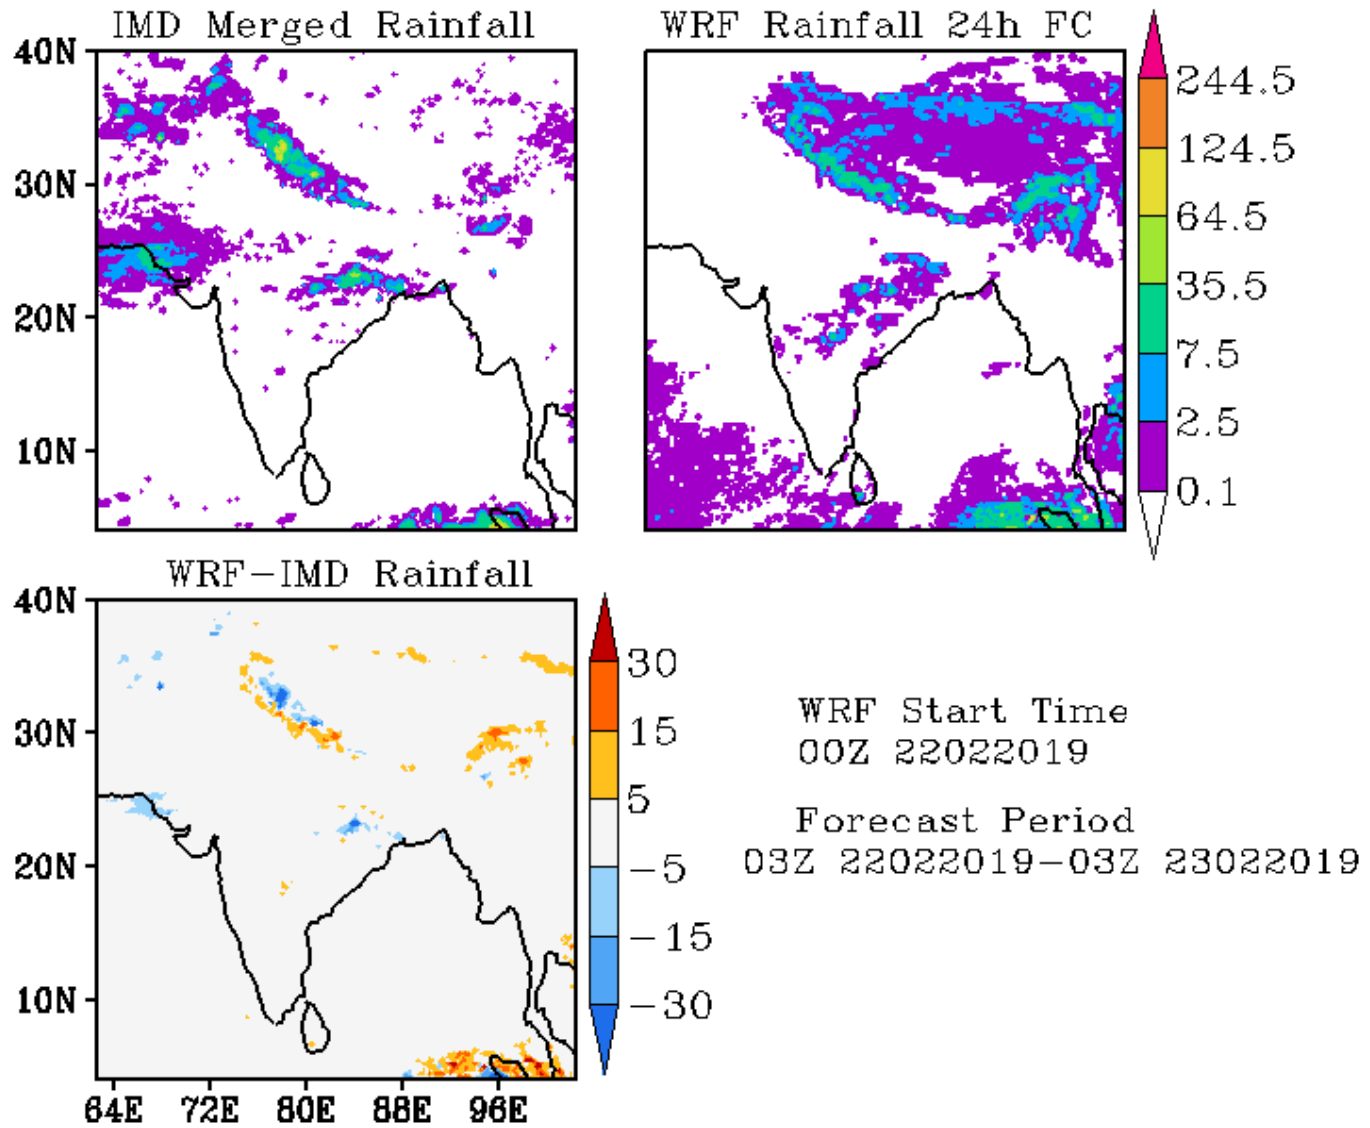 IMD Merged Rainfall
WRF Rainfall 24h FC
40N
30N
20N
10N
244.5
124.5
64.5
35.5
7.5
2.5
0.1
WRF-IMD Rainfall
40N
30N
20N
10N
64E 72E 80E 88E 96E
30
15
5
-5
-15
-30
WRF Start Time
00Z 22022019
Forecast Period
03Z 22022019-03Z 23022019